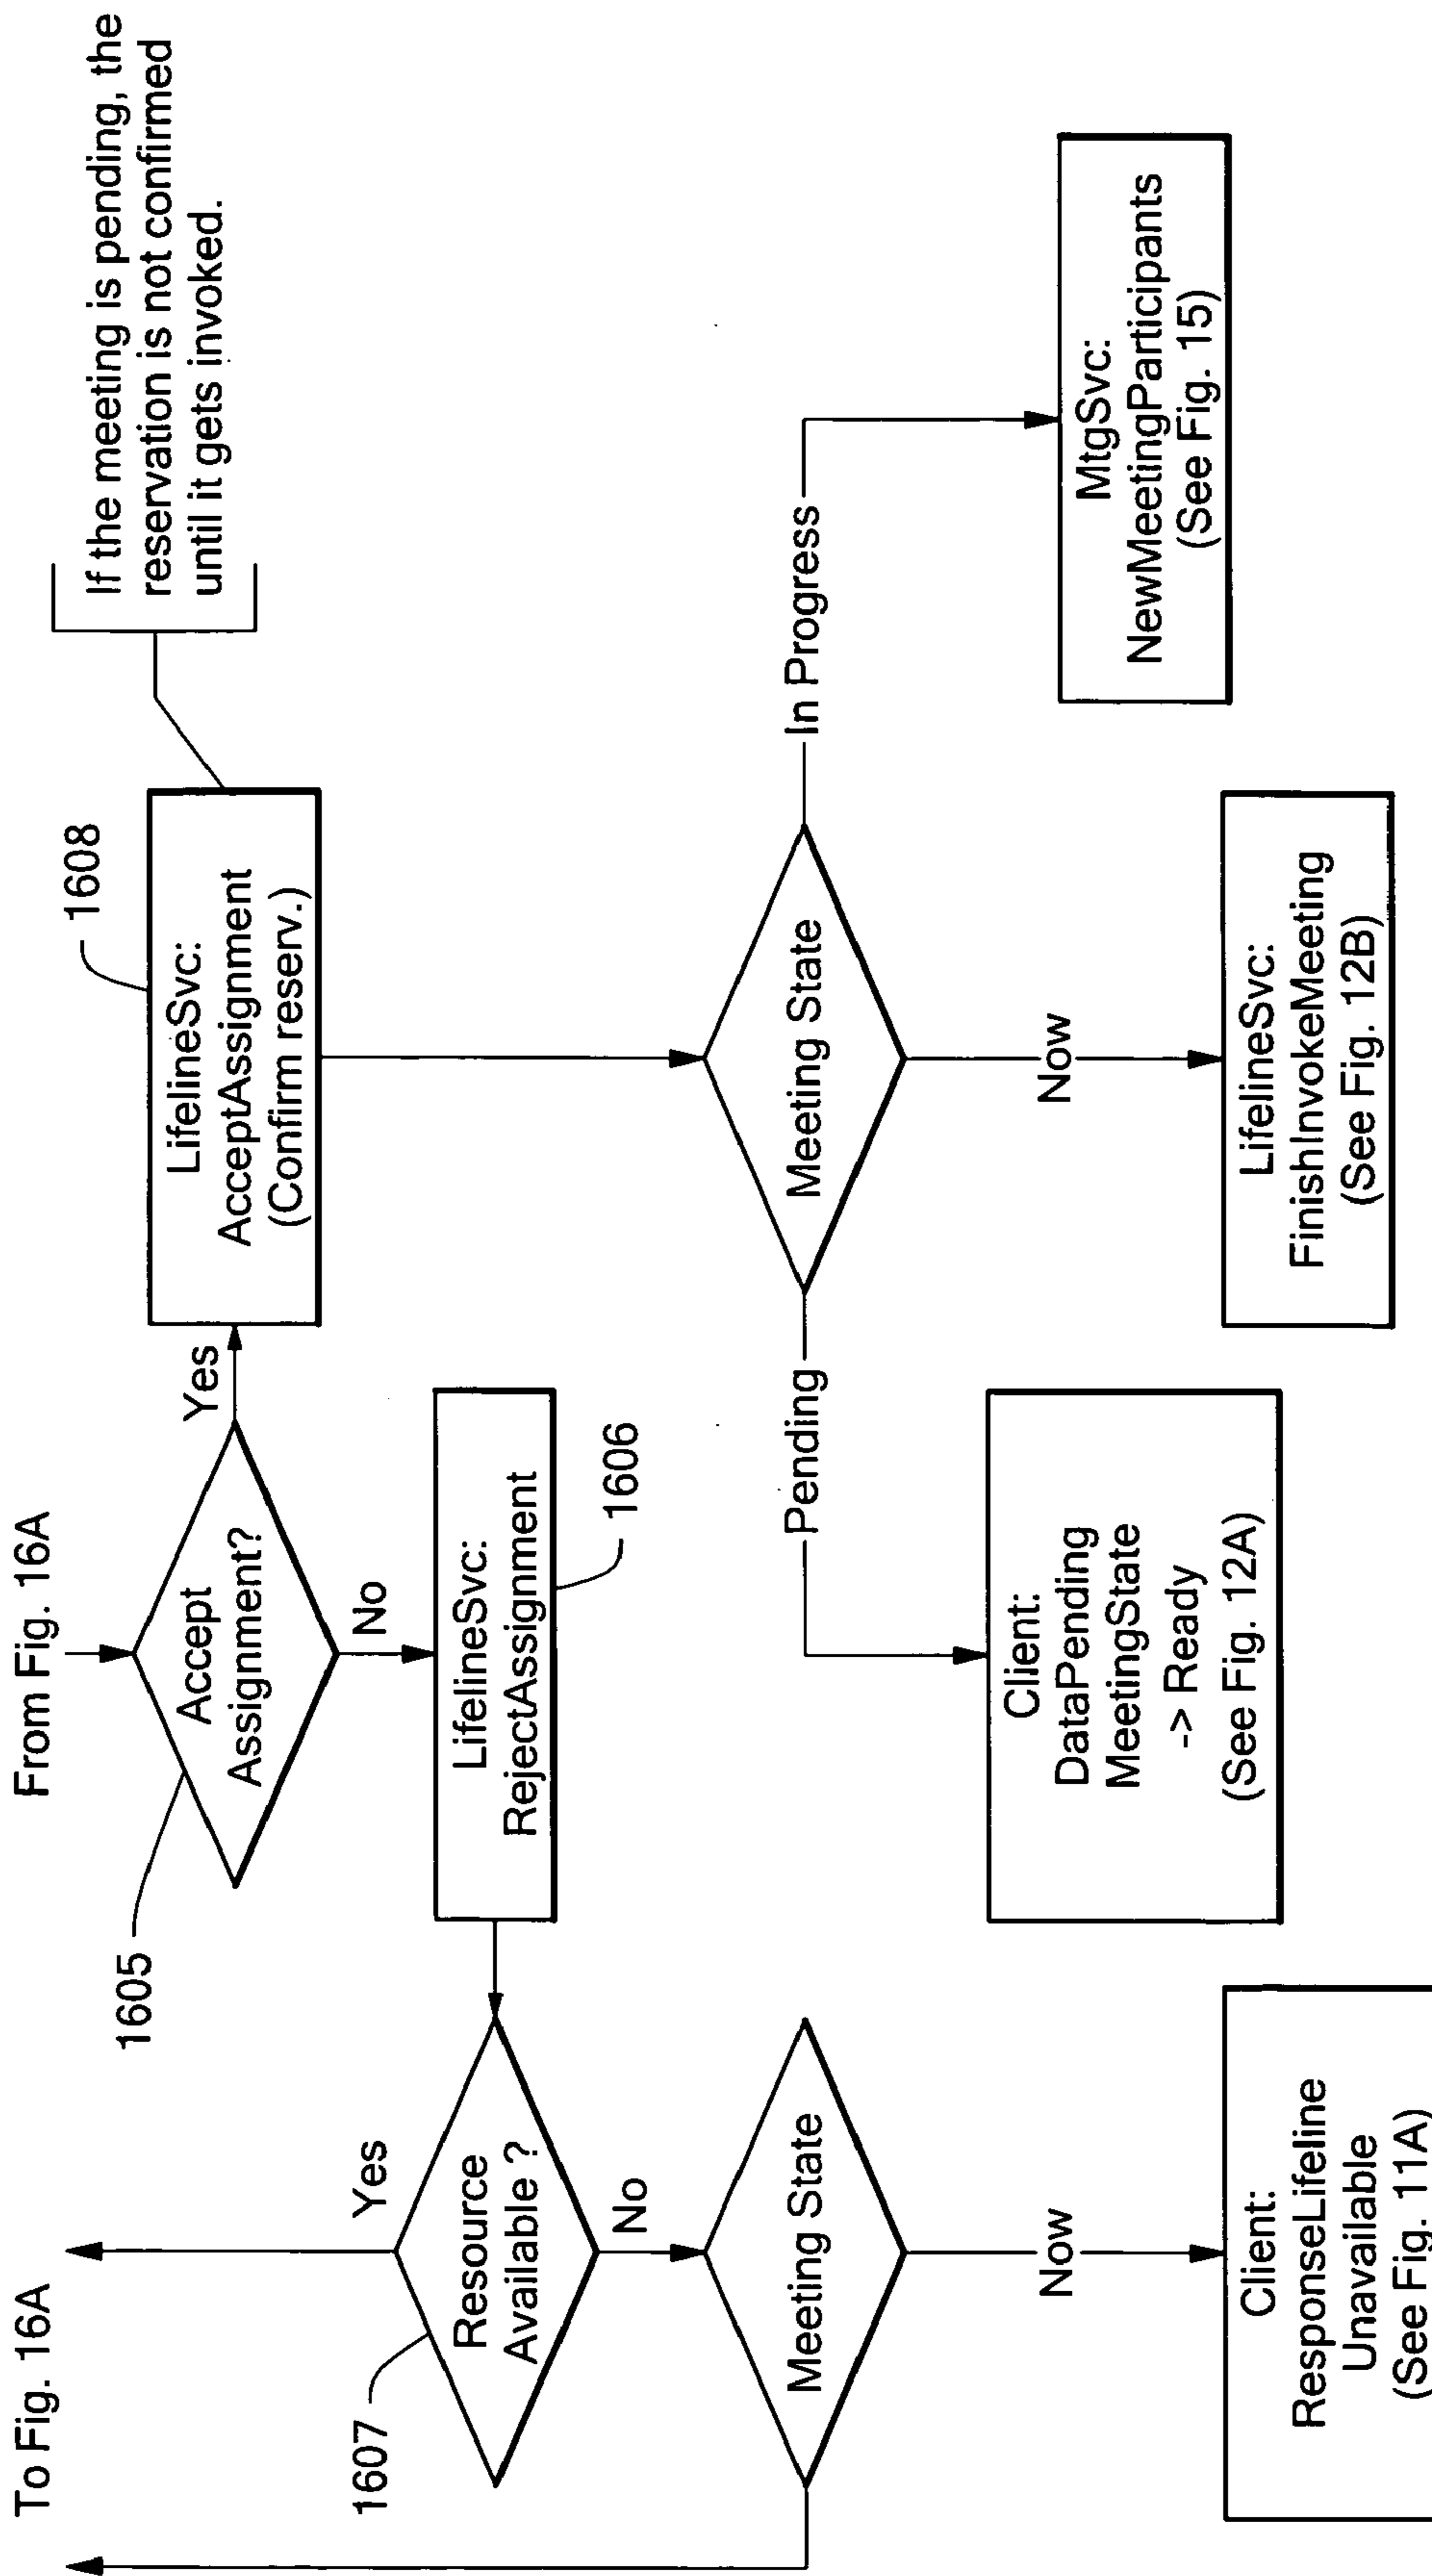 To Fig. 16A
From Fig. 16A
If the meeting is pending, the
reservation is not confirmed
until it gets invoked.
1605
Accept
Assignment?
Yes
No
1608
LifelineSvc:
AcceptAssignment
(Confirm reserv.)
LifelineSvc:
RejectAssignment
1606
1607
Resource
Available ?
Yes
No
Meeting State
Now
Client:
ResponseLifeline
Unavailable
(See Fig. 11A)
Meeting State
Pending
In Progress
Now
Client:
DataPending
MeetingState
-> Ready
(See Fig. 12A)
LifelineSvc:
FinishInvokeMeeting
(See Fig. 12B)
MtgSvc:
NewMeetingParticipants
(See Fig. 15)